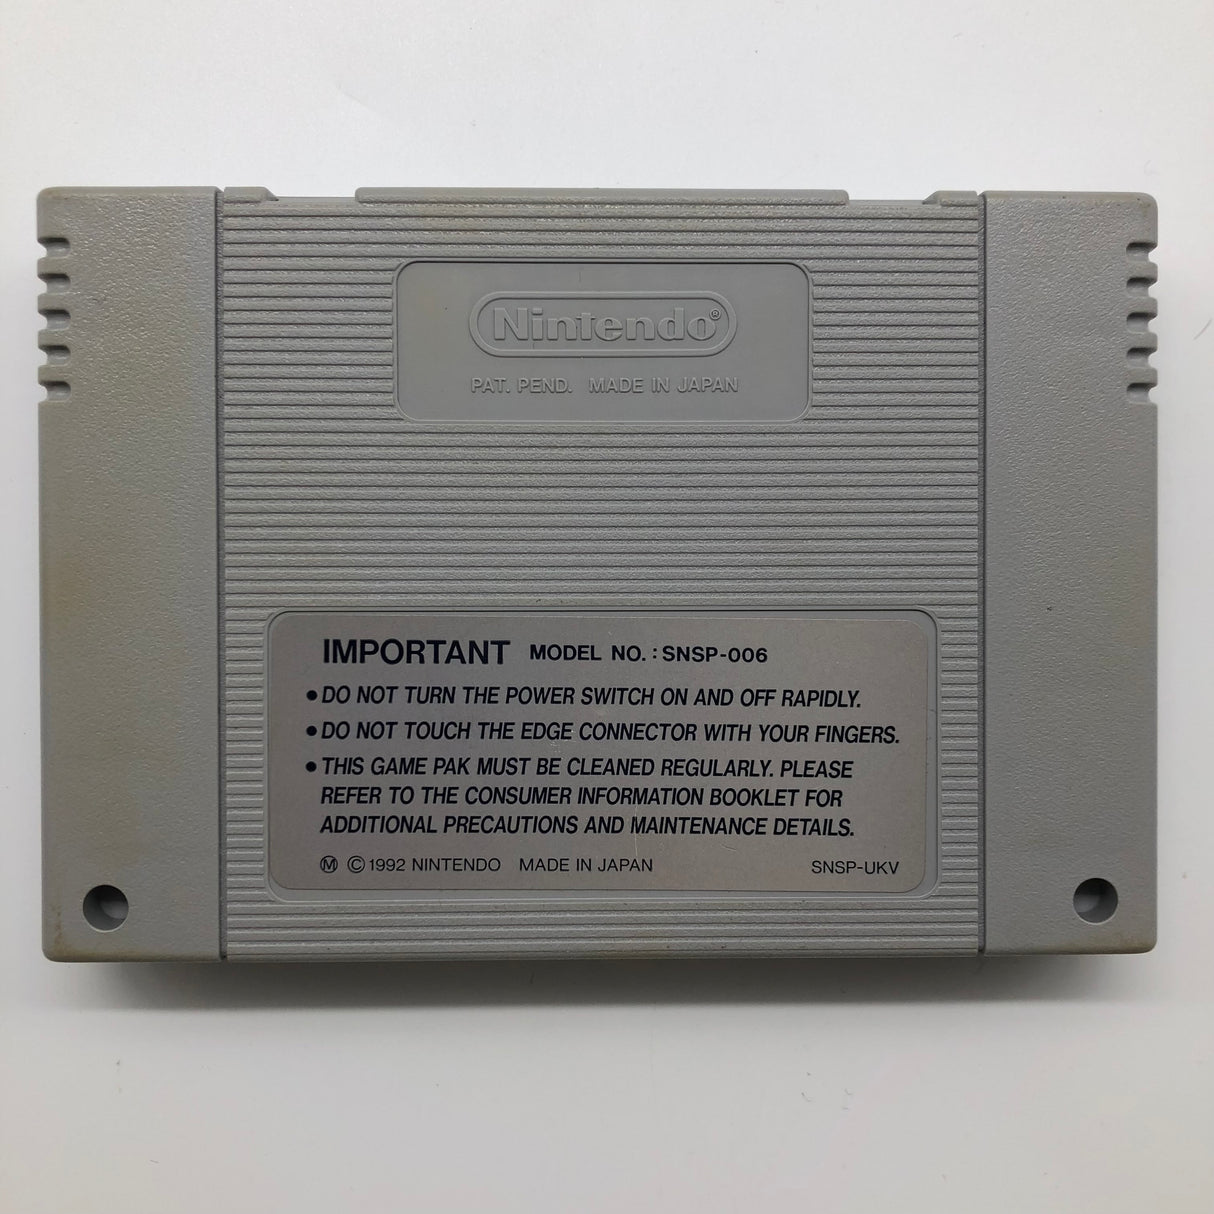 Nintendo®
PAT. PEND. MADE IN JAPAN
IMPORTANT MODEL NO. : SNSP-006
• DO NOT TURN THE POWER SWITCH ON AND OFF RAPIDLY.
• DO NOT TOUCH THE EDGE CONNECTOR WITH YOUR FINGERS.
• THIS GAME PAK MUST BE CLEANED REGULARLY. PLEASE
REFER TO THE CONSUMER INFORMATION BOOKLET FOR
ADDITIONAL PRECAUTIONS AND MAINTENANCE DETAILS.
Ⓜ © 1992 NINTENDO MADE IN JAPAN SNSP-UKV